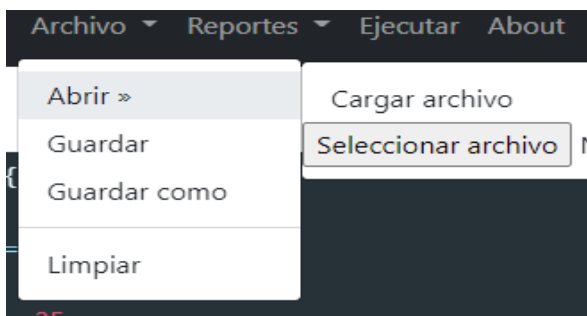 Archivo Reportes Ejecutar About
Abrir »
Cargar archivo
Guardar
Seleccionar archivo N
{
Guardar como
=
Limpiar